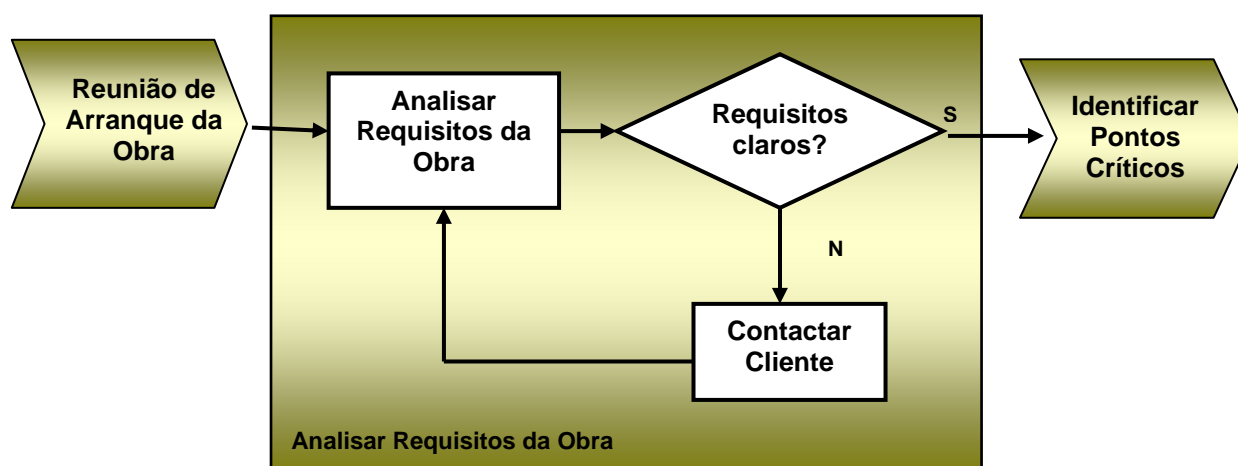 Reunião de
Arranque da
Obra
Analisar
Requisitos da
Obra
Requisitos
claros?
S
Identificar
Pontos
Críticos
N
Contactar
Cliente
Analisar Requisitos da Obra